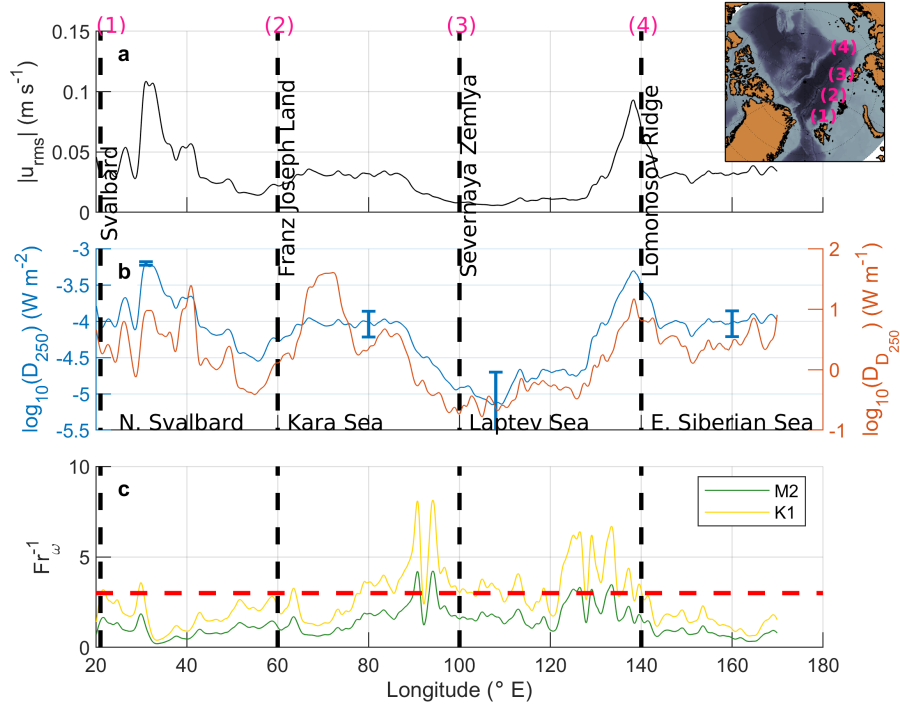 (1) (2) (3) (4)
(4)
(3)
(2)
(1)
a
|u_rms| (m s⁻¹)
0.15
0.1
0.05
0
Svalbard
Franz Joseph Land
Severnaya Zemlya
Lomonosov Ridge
b
log₁₀(D₂₅₀) (W m⁻²)
-3
-3.5
-4
-4.5
-5
-5.5
2
1
0
-1
log₁₀(D_D₂₅₀) (W m⁻¹)
N. Svalbard Kara Sea Laptev Sea E. Siberian Sea
c
Fr_ω⁻¹
10
5
0
M2
K1
20 40 60 80 100 120 140 160 180
Longitude (° E)